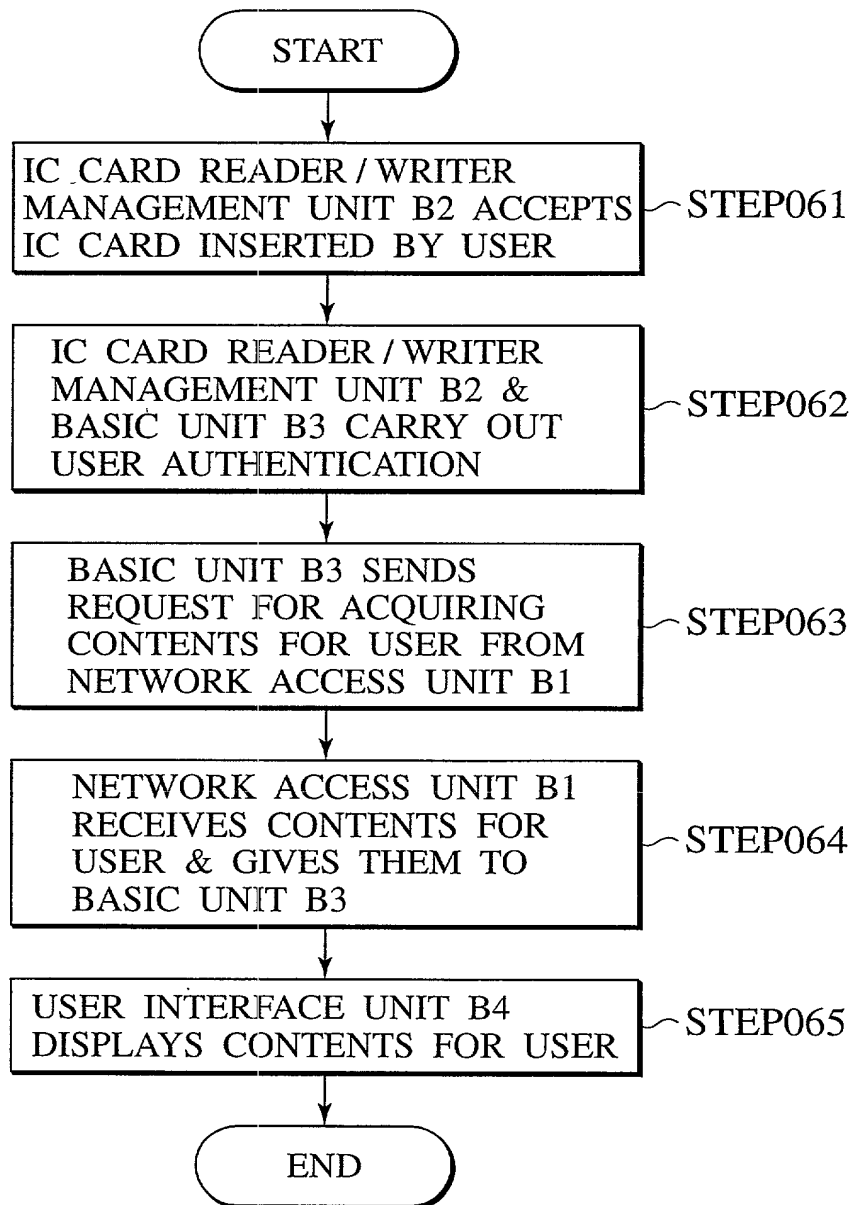 START
IC CARD READER / WRITER
MANAGEMENT UNIT B2 ACCEPTS
IC CARD INSERTED BY USER
STEP061
IC CARD READER / WRITER
MANAGEMENT UNIT B2 &
BASIC UNIT B3 CARRY OUT
USER AUTHENTICATION
STEP062
BASIC UNIT B3 SENDS
REQUEST FOR ACQUIRING
CONTENTS FOR USER FROM
NETWORK ACCESS UNIT B1
STEP063
NETWORK ACCESS UNIT B1
RECEIVES CONTENTS FOR
USER & GIVES THEM TO
BASIC UNIT B3
STEP064
USER INTERFACE UNIT B4
DISPLAYS CONTENTS FOR USER
STEP065
END